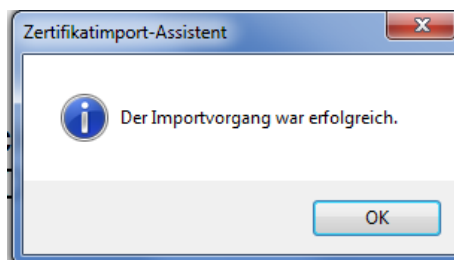 Zertifikatimport-Assistent
Der Importvorgang war erfolgreich.
OK